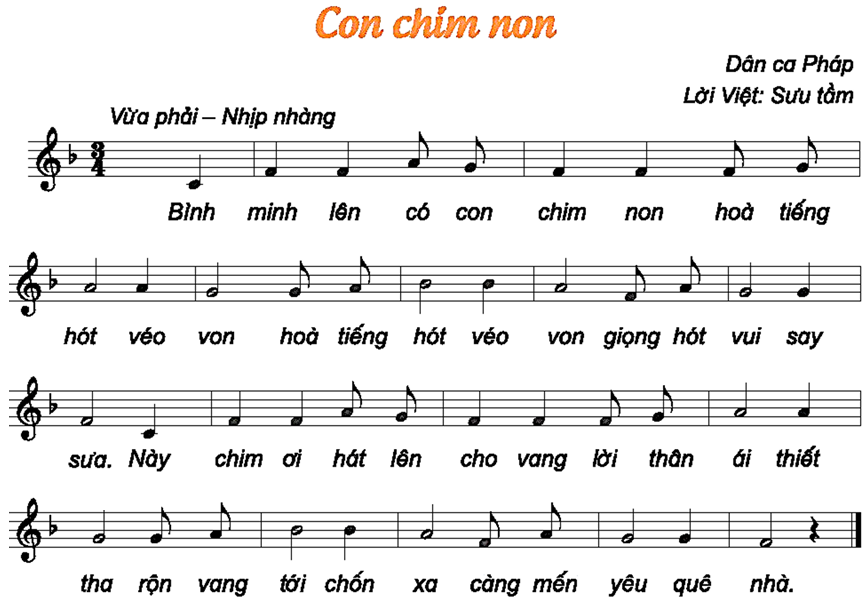 Con chim non
Dân ca Pháp
Lời Việt: Sưu tầm
Vừa phải – Nhịp nhàng
3
4
Bình minh lên có con chim non hoà tiếng
hót véo von hoà tiếng hót véo von giọng hót vui say
sưa. Này chim ơi hát lên cho vang lời thân ái thiết
tha rộn vang tới chốn xa càng mến yêu quê nhà.